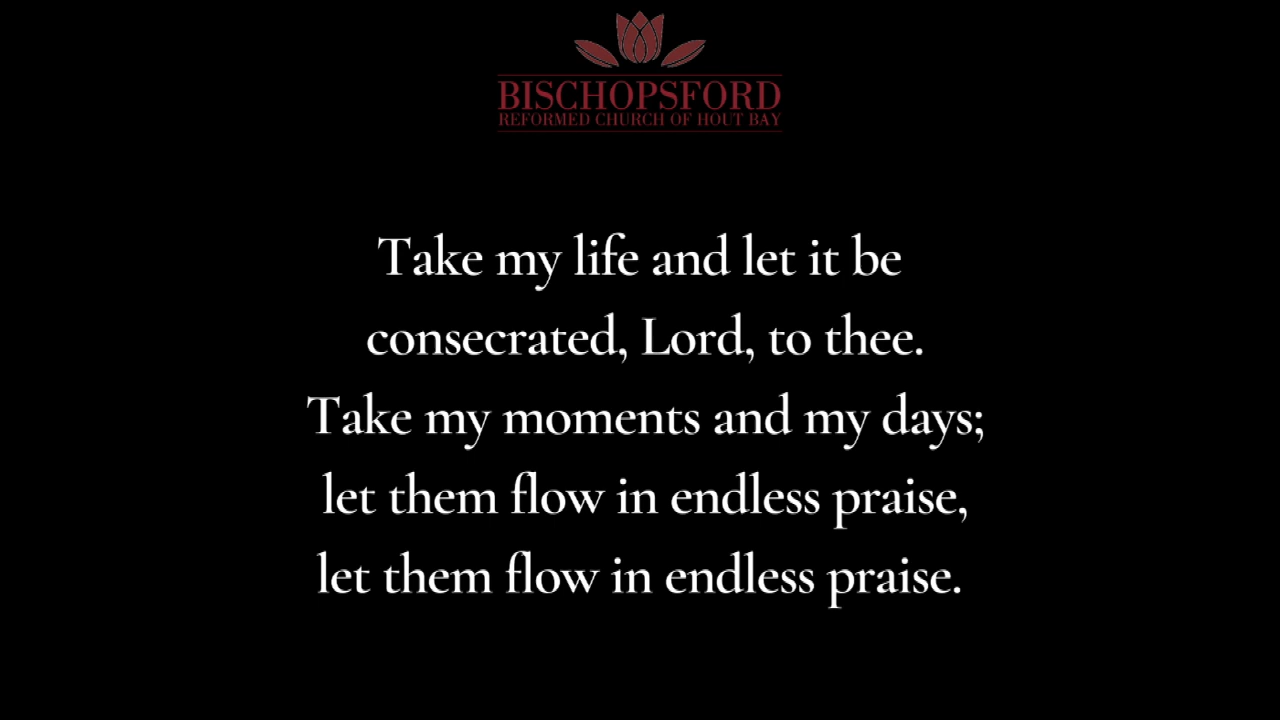 BISCHOPSFORD
REFORMED CHURCH OF HOUT BAY
Take my life and let it be
consecrated, Lord, to thee.
Take my moments and my days;
let them flow in endless praise,
let them flow in endless praise.